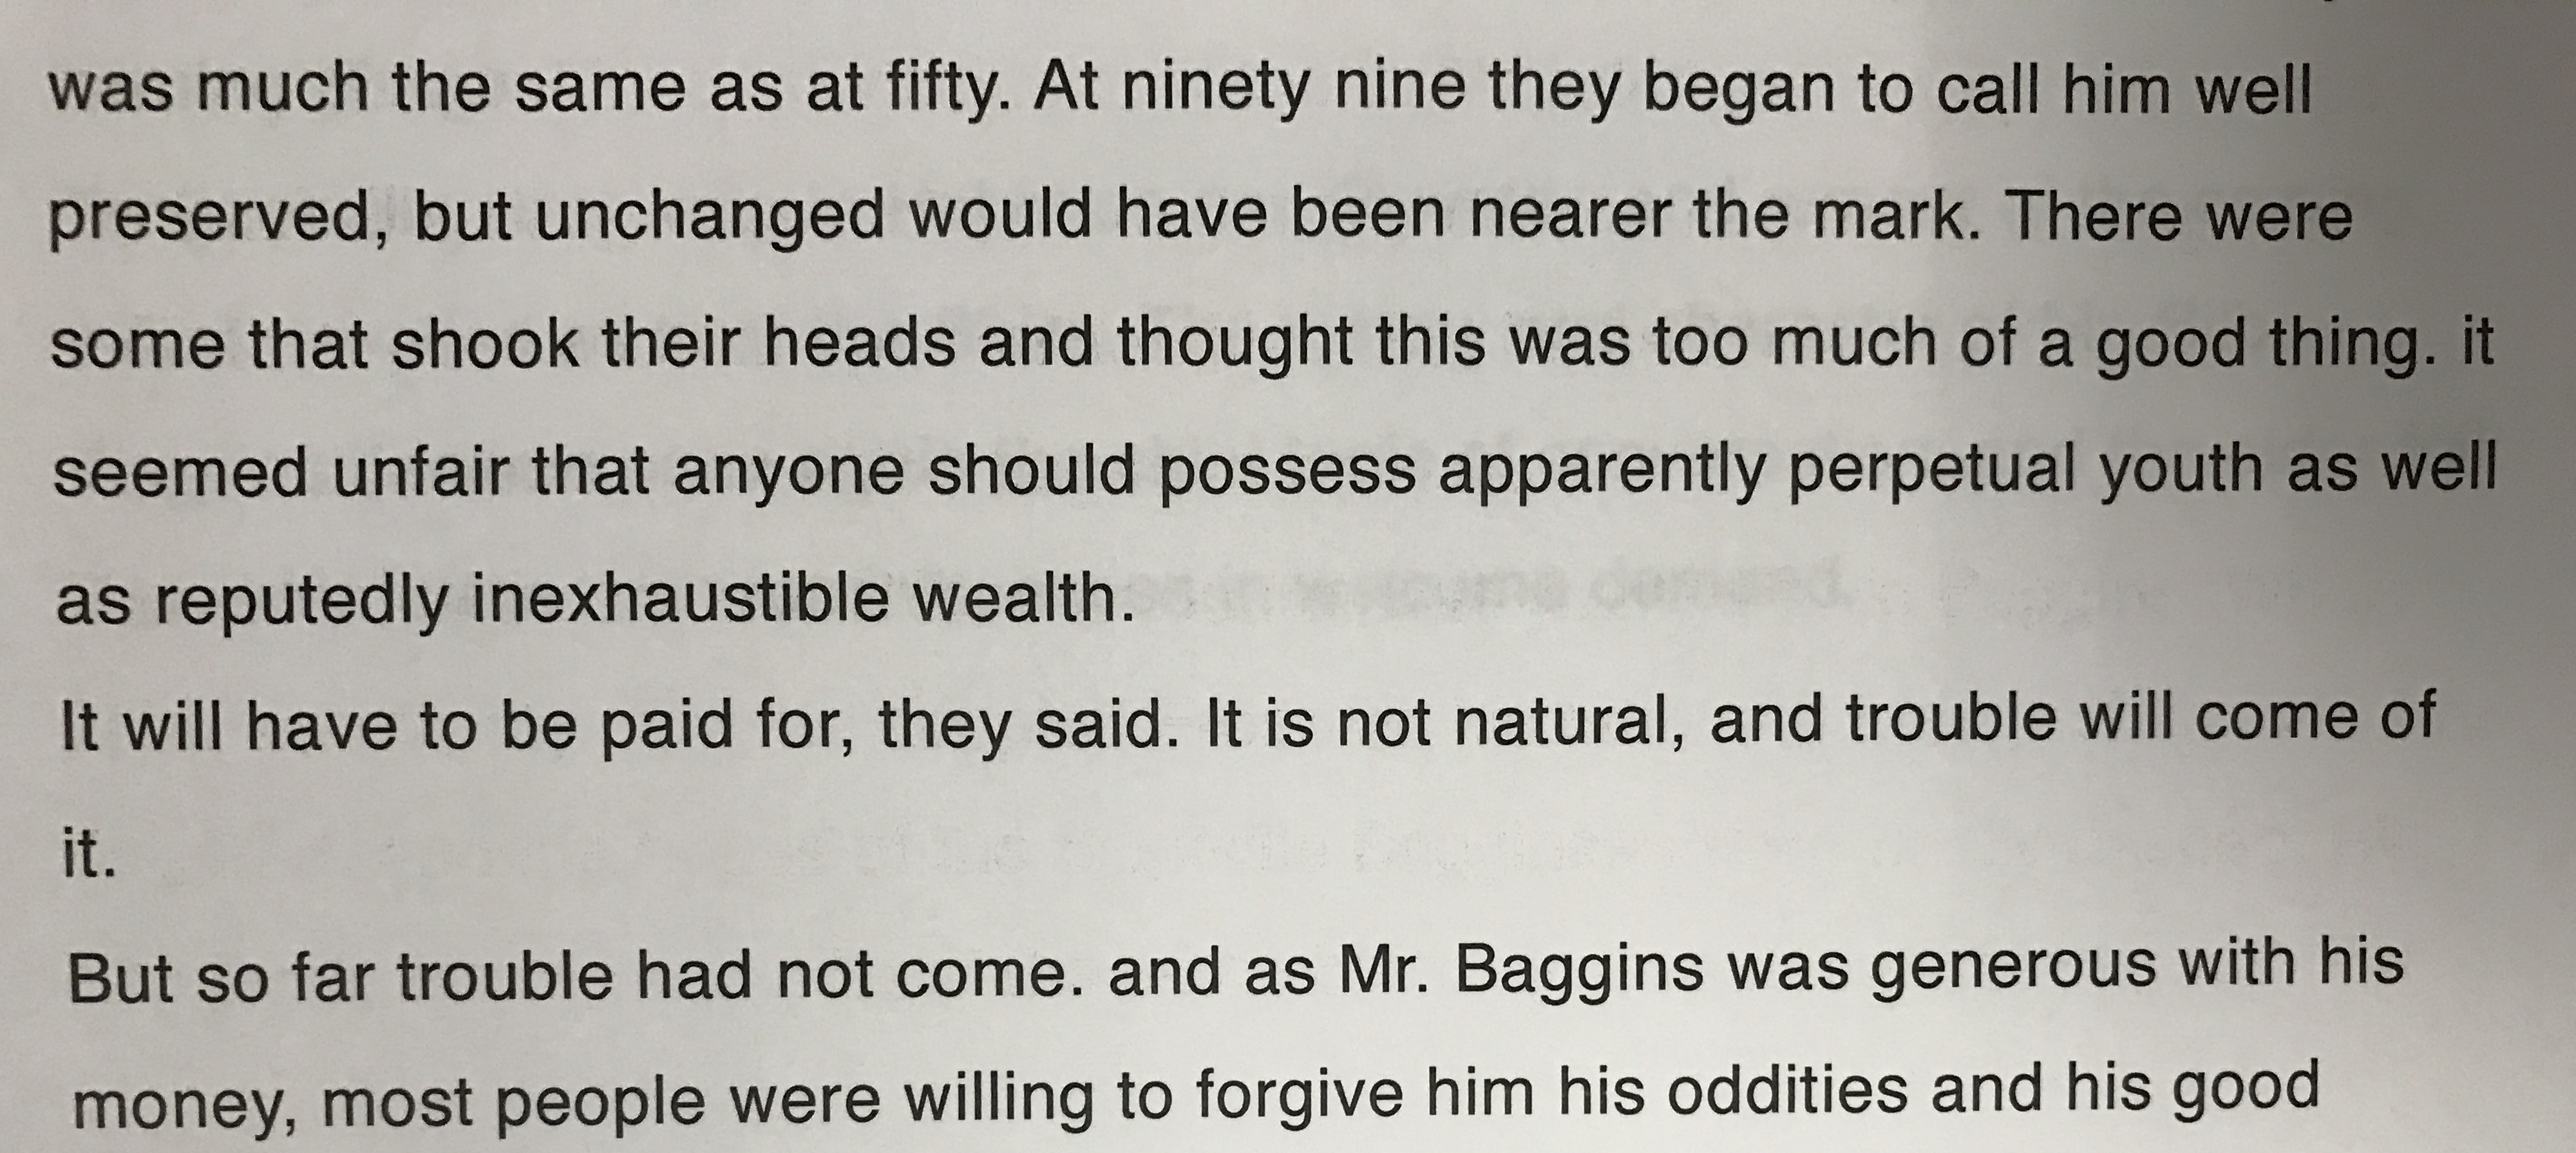 was much the same as at fifty. At ninety nine they began to call him well
preserved, but unchanged would have been nearer the mark. There were
some that shook their heads and thought this was too much of a good thing. it
seemed unfair that anyone should possess apparently perpetual youth as well
as reputedly inexhaustible wealth.
It will have to be paid for, they said. It is not natural, and trouble will come of
it.
But so far trouble had not come. and as Mr. Baggins was generous with his
money, most people were willing to forgive him his oddities and his good